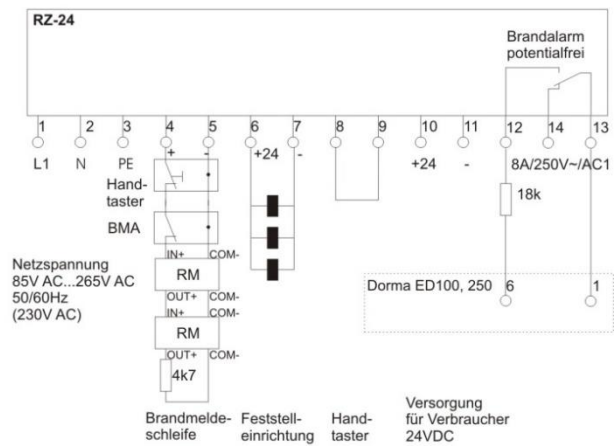 RZ-24
Brandalarm
potentialfrei
1 2 3 4 5 6 7 8 9 10 11 12 14 13
L1 N PE + - +24 - +24 - 8A/250V~/AC1
Hand-
taster
18k
BMA
IN+ COM-
RM
OUT+ COM-
Netzspannung
85V AC...265V AC
50/60Hz
(230V AC)
Dorma ED100, 250 6 1
IN+ COM-
RM
OUT+ COM-
4k7
Brandmelde-
schleife
Feststell-
einrichtung
Hand-
taster
Versorgung
für Verbraucher
24VDC